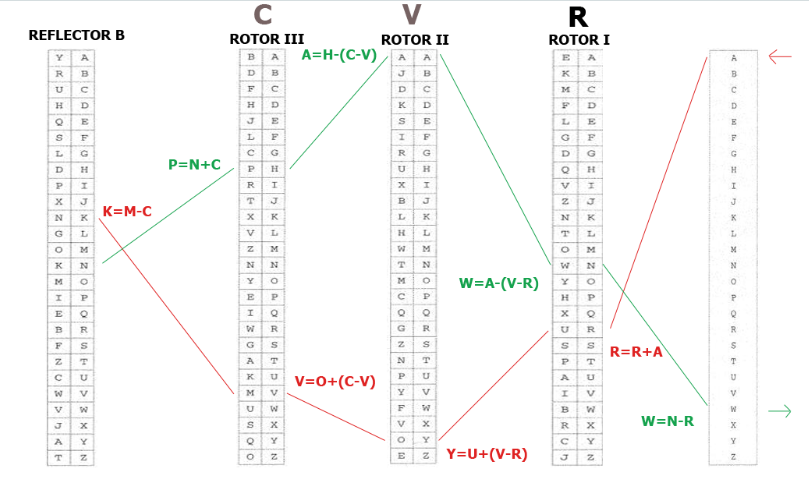 C V R
REFLECTOR B ROTOR III ROTOR II ROTOR I
Y A B A A=H-(C-V) A A E A A
R B D B J B K B B
U C F C D C M C C
H D H D K D F D D
Q E J E S E L E E
S F L F I F G F F
L G C G R G D G G
P=N+C
D H P H U H Q H H
P I R I X I V I I
X J T J B J Z J J
K=M-C
N K X K L K N K K
G L V L H L T L L
O M Z M W M O M M
K N N N T N W N N
M O Y O M O Y O O
W=A-(V-R)
I P E P C P H P P
E Q I Q Q Q X Q Q
B R W R G R U R R
F S G S Z S S S S
R=R+A
Z T A T N T P T T
C U K U P U A U U
V=O+(C-V)
W V M V Y V I V V
V W U W F W B W W
W=N-R
J X S X V X R X X
A Y Q Y O Y C Y Y
Y=U+(V-R)
T Z O Z E Z J Z Z